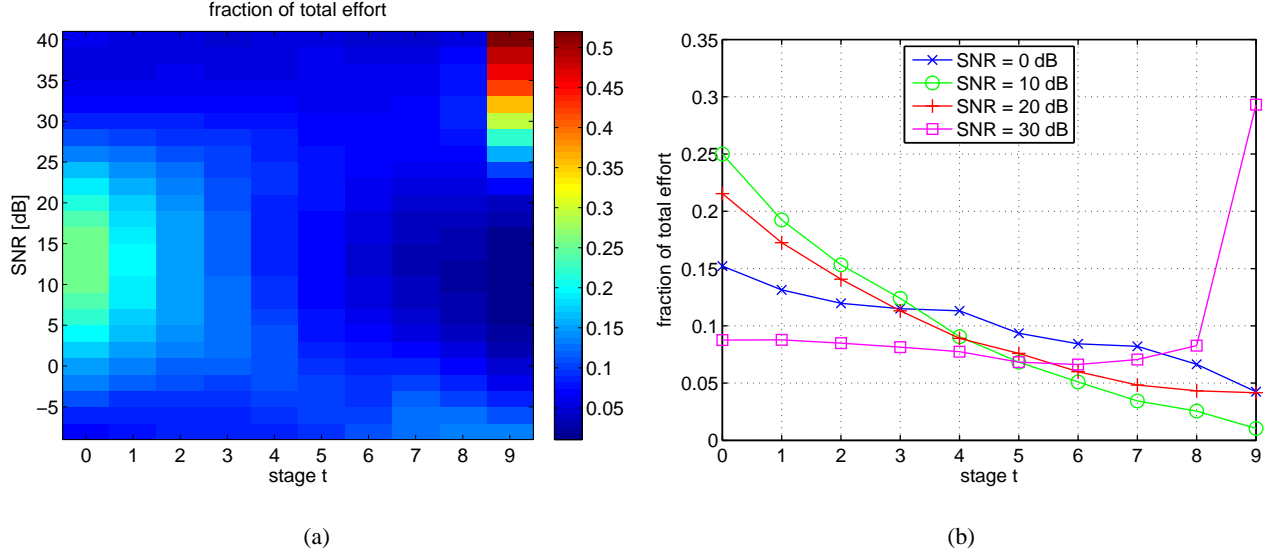 fraction of total effort
40
35
30
25
20
15
10
5
0
−5
SNR [dB]
0 1 2 3 4 5 6 7 8 9
stage t
0.5
0.45
0.4
0.35
0.3
0.25
0.2
0.15
0.1
0.05
(a)
0.35
0.3
0.25
0.2
0.15
0.1
0.05
0
fraction of total effort
SNR = 0 dB
SNR = 10 dB
SNR = 20 dB
SNR = 30 dB
0 1 2 3 4 5 6 7 8 9
stage t
(b)